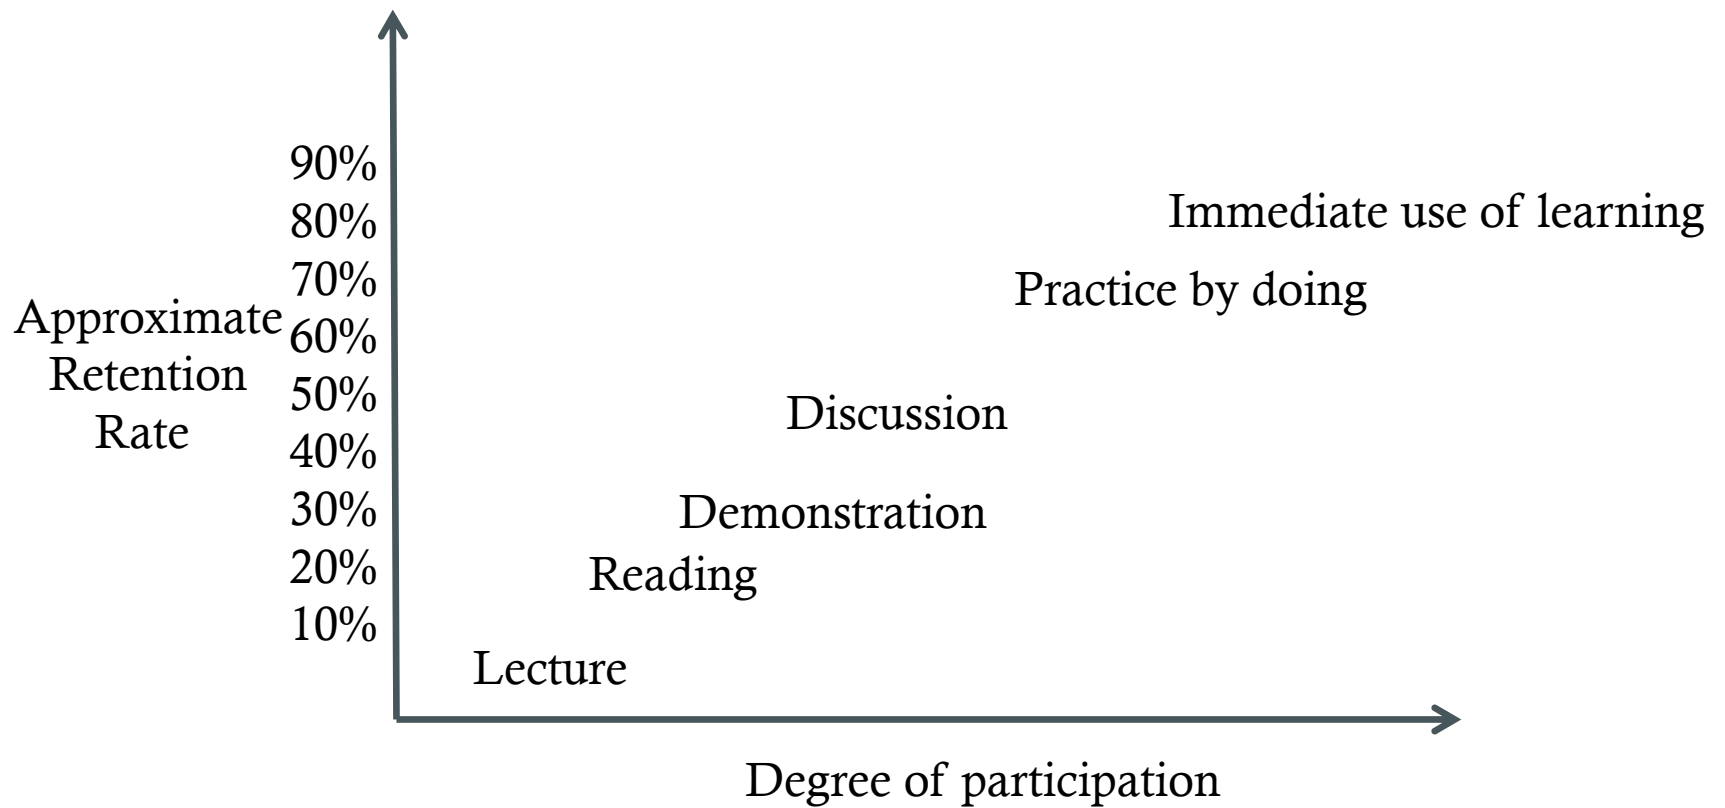 90%
80%
70%
60%
50%
40%
30%
20%
10%
Approximate
Retention
Rate
Immediate use of learning
Practice by doing
Discussion
Demonstration
Reading
Lecture
Degree of participation